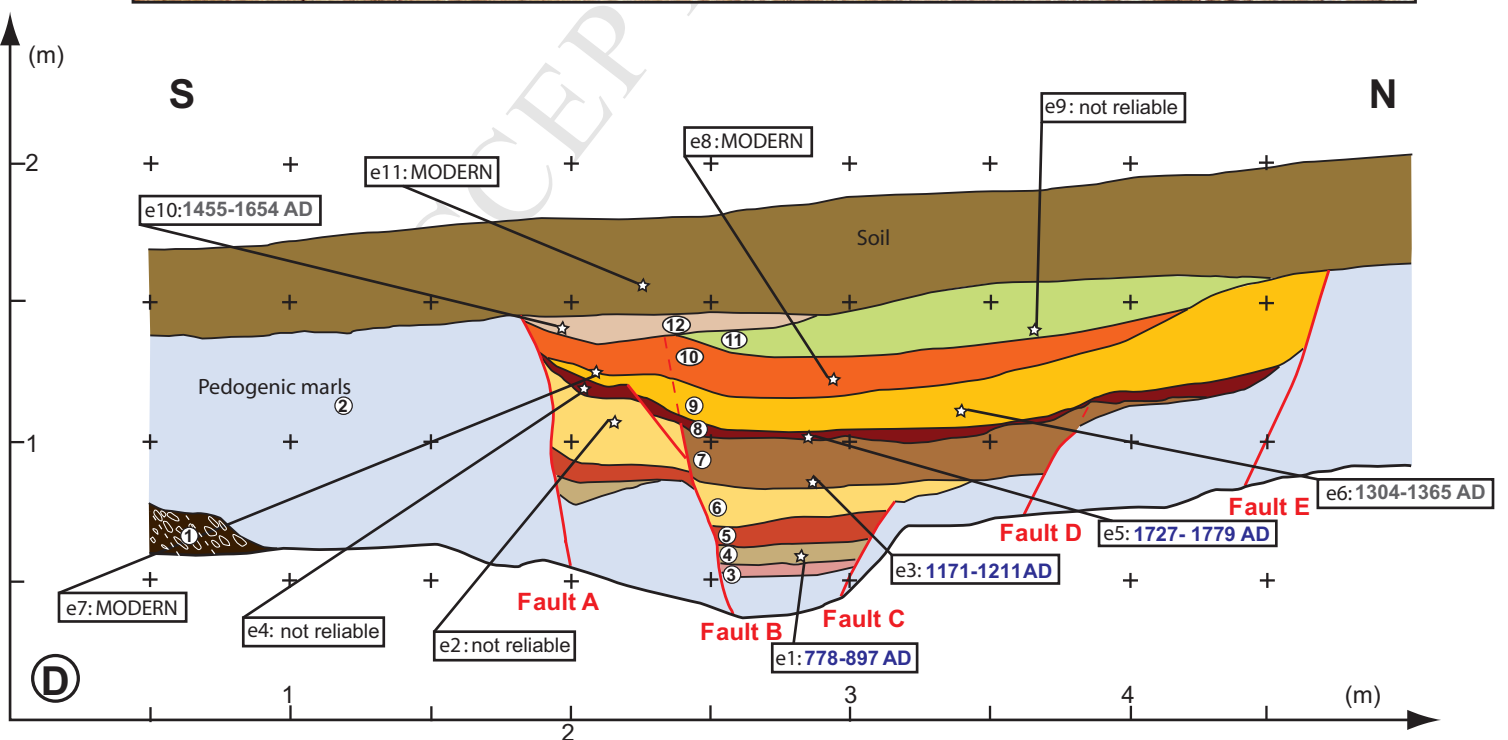 CCEP
(m)
S
N
2
e9: not reliable
e8:MODERN
e11:MODERN
e10:1455-1654 AD
Soil
12
11
10
Pedogenic marls
2
9
8
1
7
6
e6:1304-1365 AD
Fault E
1
5
Fault D
e5:1727- 1779 AD
4
e3:1171-1211AD
3
e7:MODERN
Fault A
Fault C
e4: not reliable
Fault B
e2:not reliable
e1:778-897 AD
D
1
3
4
(m)
2